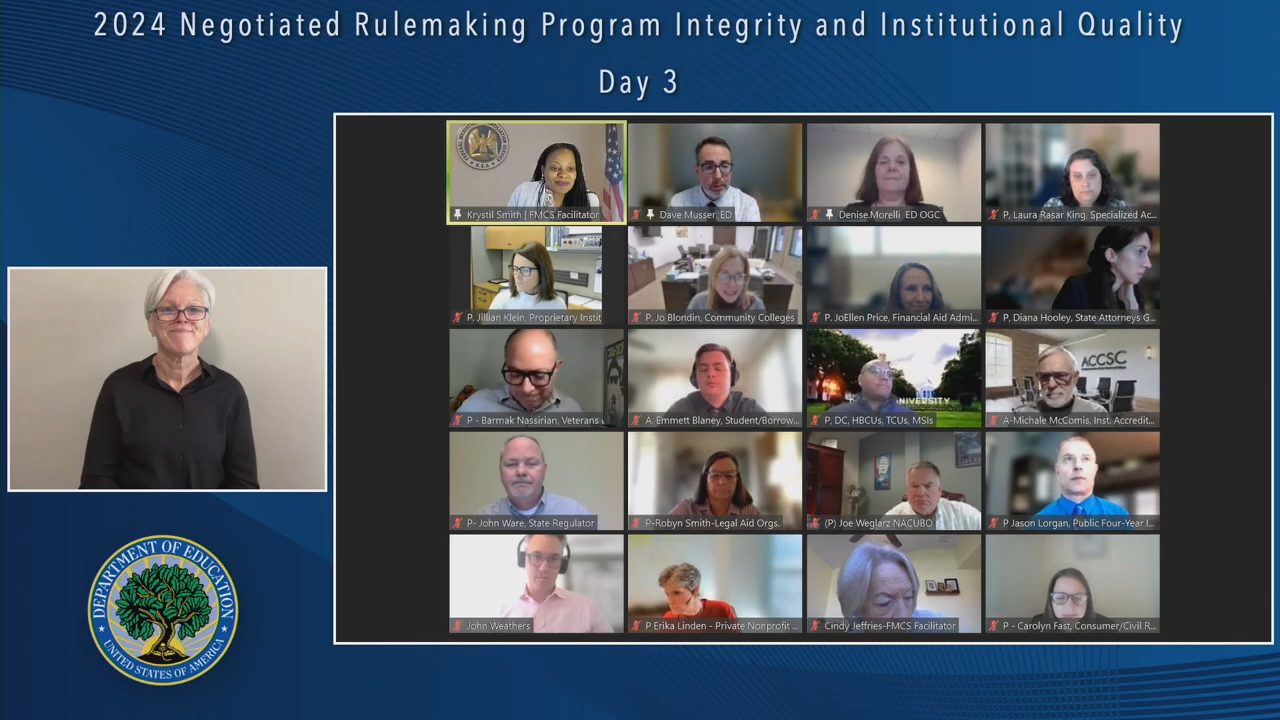 2024 Negotiated Rulemaking Program Integrity and Institutional Quality
Day 3
Krystil Smith | FMCS Facilitator
Dave Musser, ED
Denise Morelli ED OGC
P, Laura Rasar King, Specialized Ac...
P, Jillian Klein, Proprietary Instit
P. Jo Blondin, Community Colleges
P. JoEllen Price, Financial Aid Admi...
P, Diana Hooley, State Attorneys G...
P - Barmak Nassirian, Veterans
A. Emmett Blaney, Student/Borrow...
NIVERSITY
P, DC, HBCUs, TCUs, MSIs
ACCSC
A-Michale McComis, Inst. Accredit...
P- John Ware, State Regulator
P-Robyn Smith-Legal Aid Orgs.
(P) Joe Weglarz NACUBO
P Jason Lorgan, Public Four-Year I...
John Weathers
P Erika Linden - Private Nonprofit ...
Cindy Jeffries-FMCS Facilitator
P - Carolyn Fast, Consumer/Civil R...
DEPARTMENT OF EDUCATION
UNITED STATES OF AMERICA